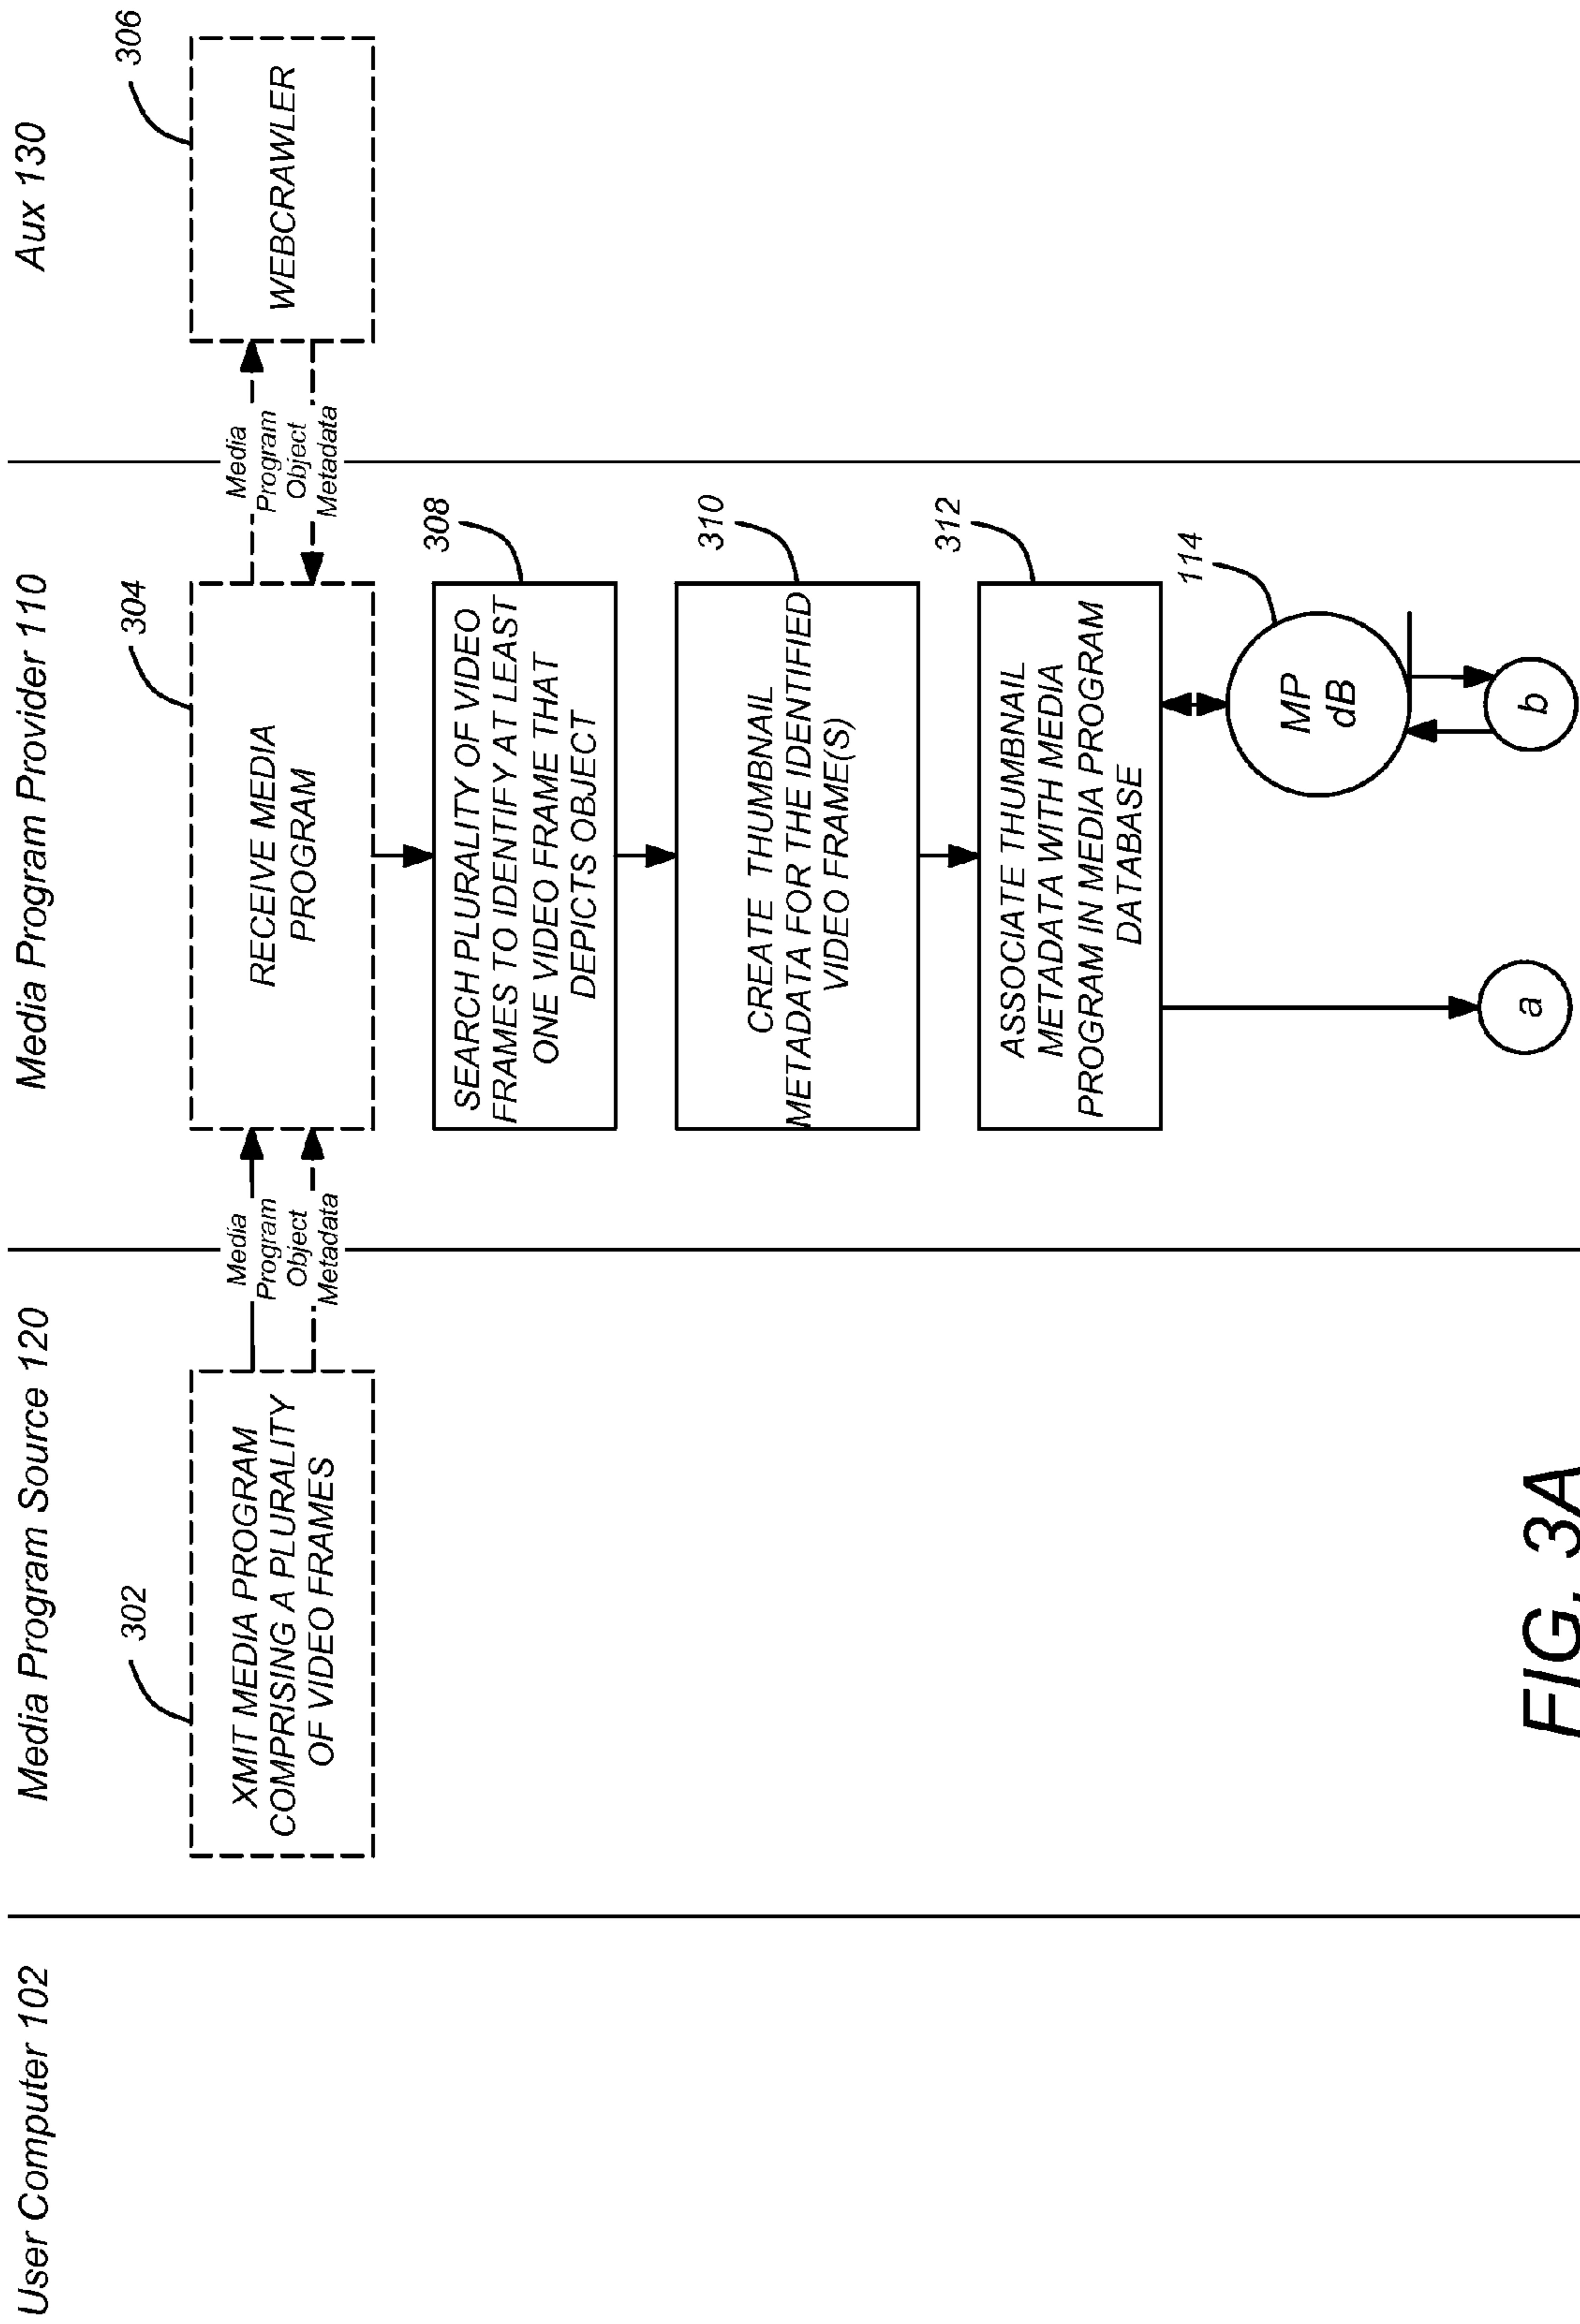 User Computer 102
Media Program Source 120
Media Program Provider 110
Aux 130
302
304
306
XMIT MEDIA PROGRAM
COMPRISING A PLURALITY
OF VIDEO FRAMES
Media
Program
Object
Metadata
RECEIVE MEDIA
PROGRAM
Media
Program
Object
Metadata
WEBCRAWLER
308
SEARCH PLURALITY OF VIDEO
FRAMES TO IDENTIFY AT LEAST
ONE VIDEO FRAME THAT
DEPICTS OBJECT
310
CREATE THUMBNAIL
METADATA FOR THE IDENTIFIED
VIDEO FRAME(S)
312
ASSOCIATE THUMBNAIL
METADATA WITH MEDIA
PROGRAM IN MEDIA PROGRAM
DATABASE
114
MP
dB
a
b
FIG. 3A